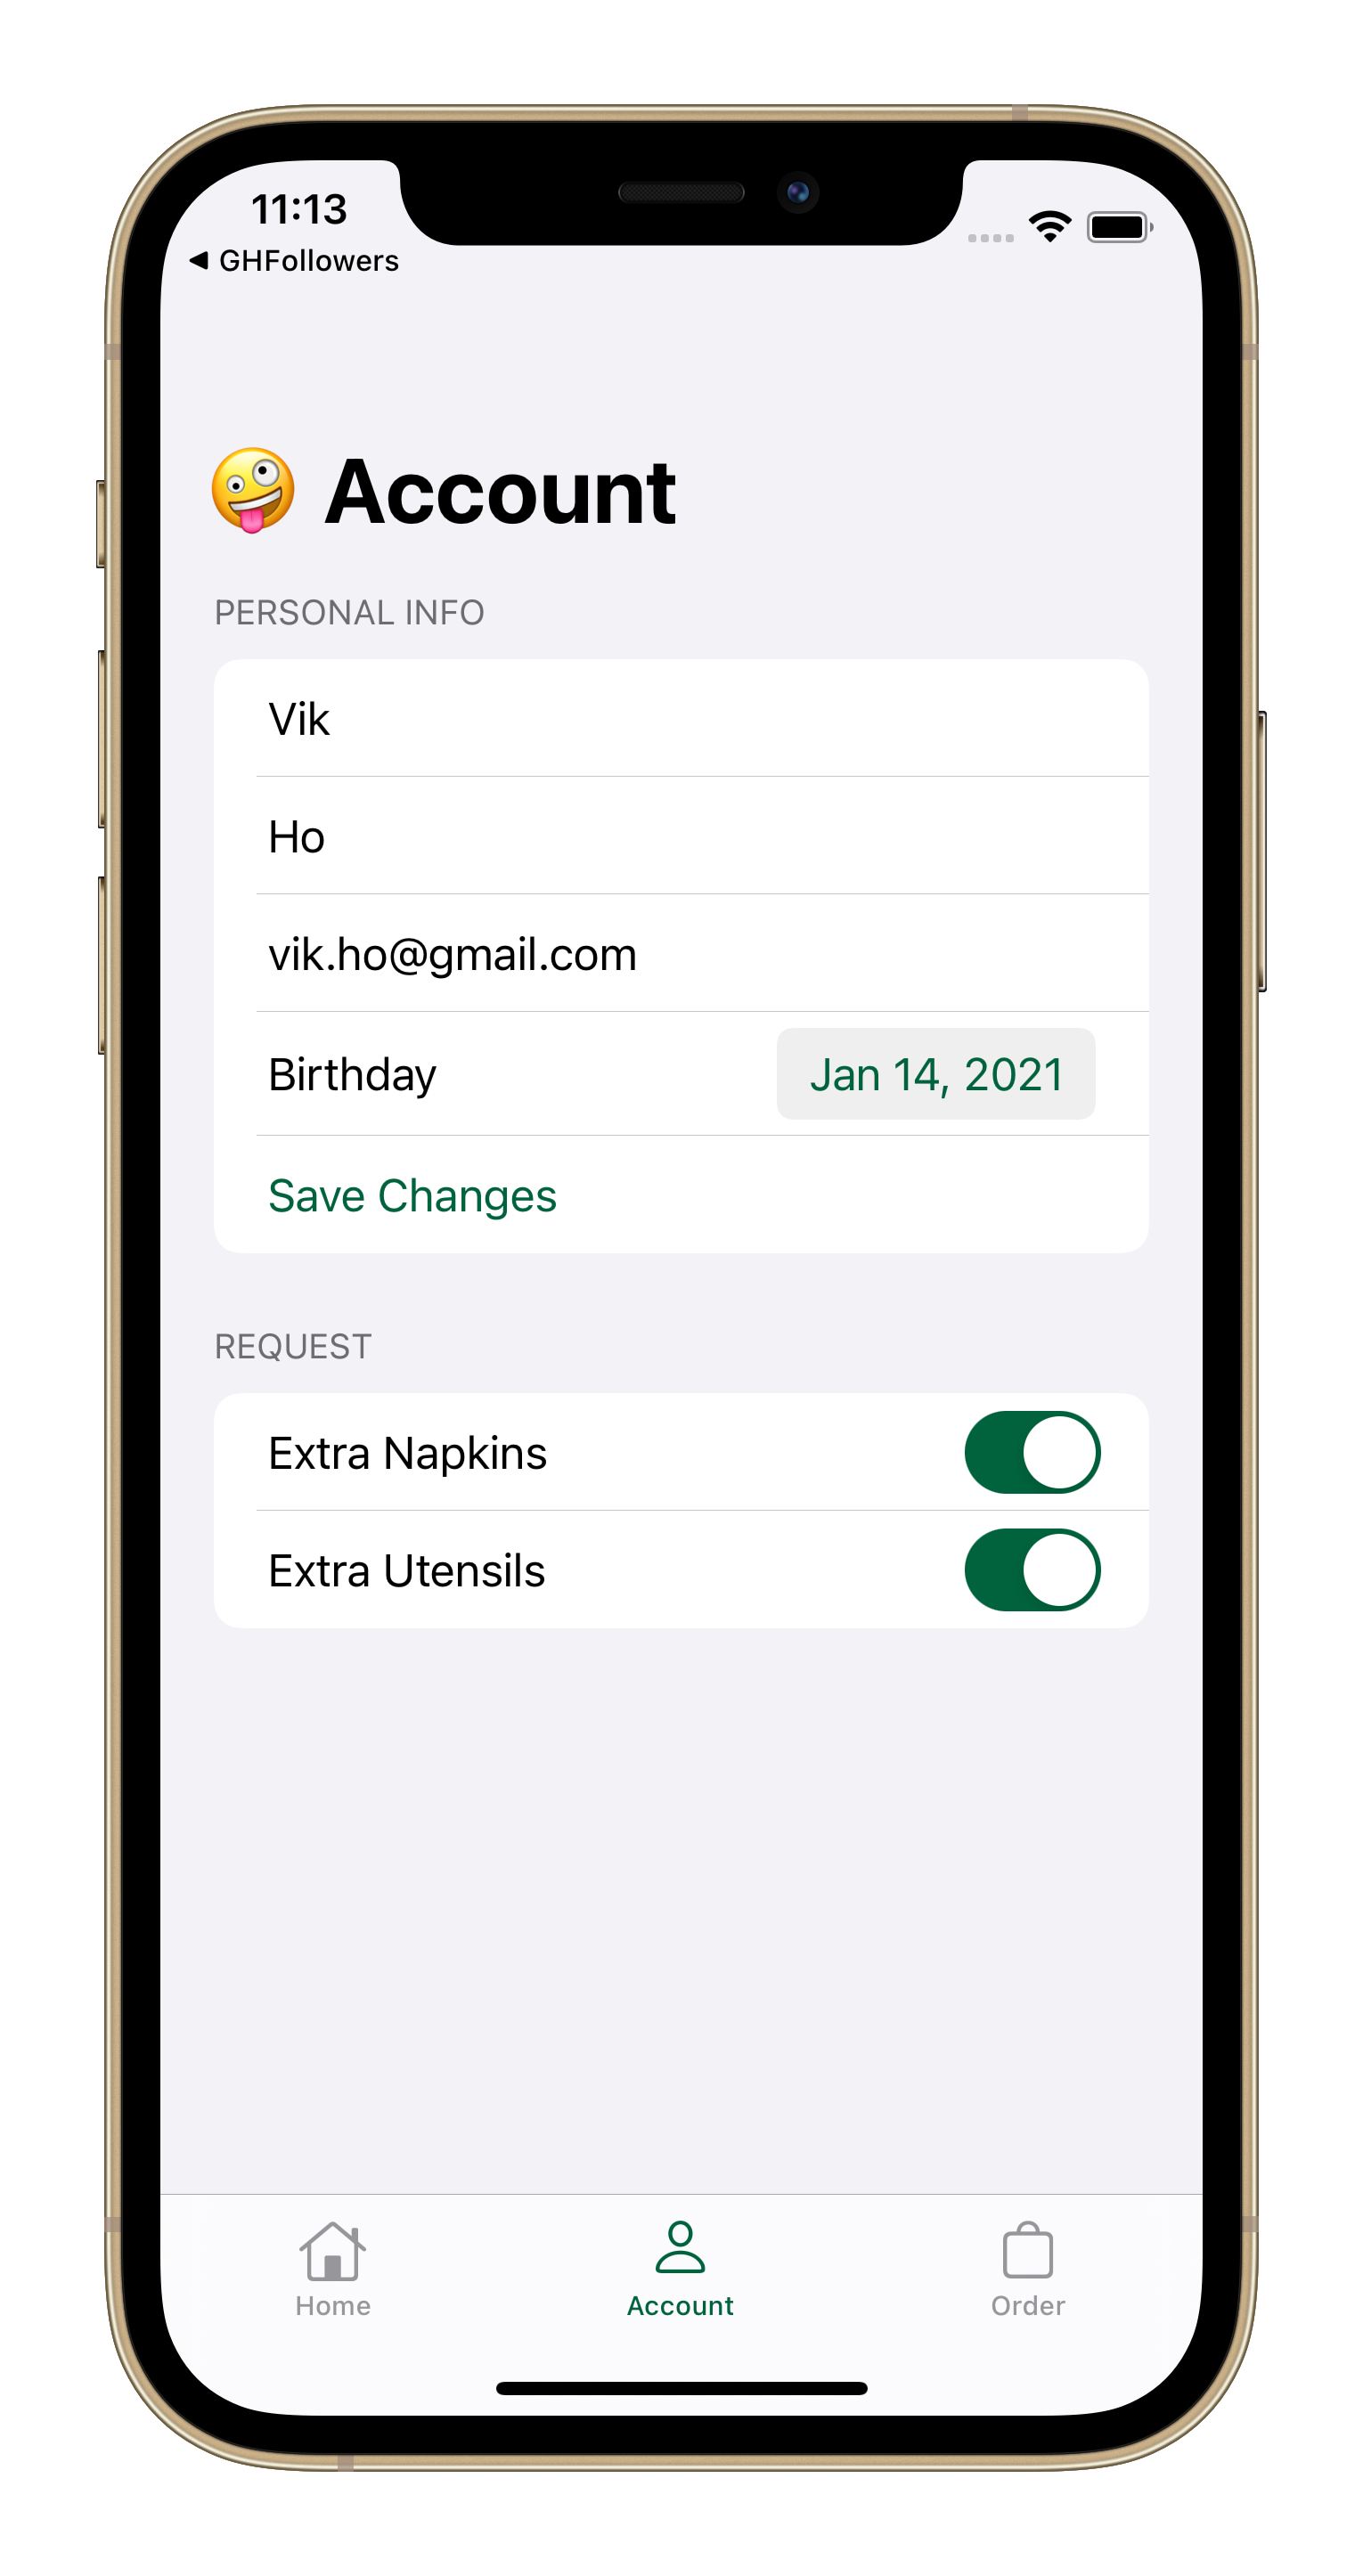 11:13
◀ GHFollowers
🤪 Account
PERSONAL INFO
Vik
Ho
vik.ho@gmail.com
Birthday Jan 14, 2021
Save Changes
REQUEST
Extra Napkins
Extra Utensils
Home Account Order